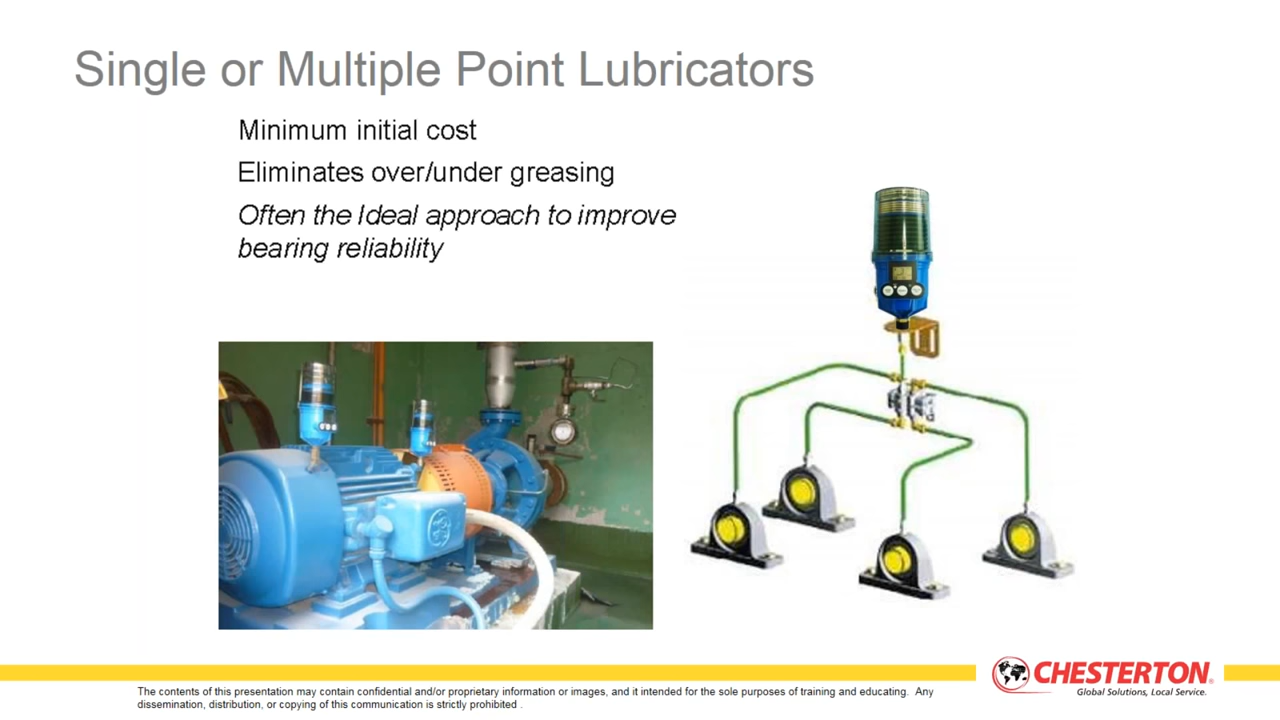 Single or Multiple Point Lubricators
Minimum initial cost
Eliminates over/under greasing
Often the Ideal approach to improve
bearing reliability
CHESTERTON®
Global Solutions, Local Service.
The contents of this presentation may contain confidential and/or proprietary information or images, and it intended for the sole purposes of training and educating. Any
dissemination, distribution, or copying of this communication is strictly prohibited .